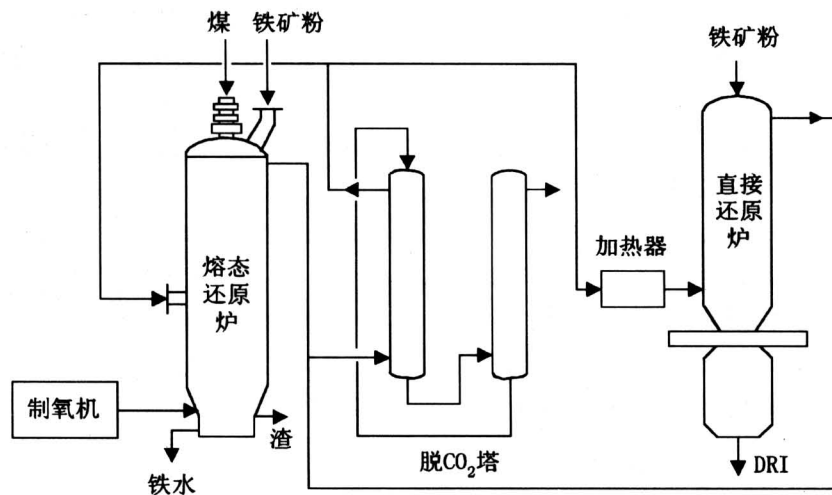 煤
铁矿粉
铁矿粉
熔态
还原
炉
直接
还原
炉
加热器
制氧机
渣
铁水
脱CO₂塔
DRI